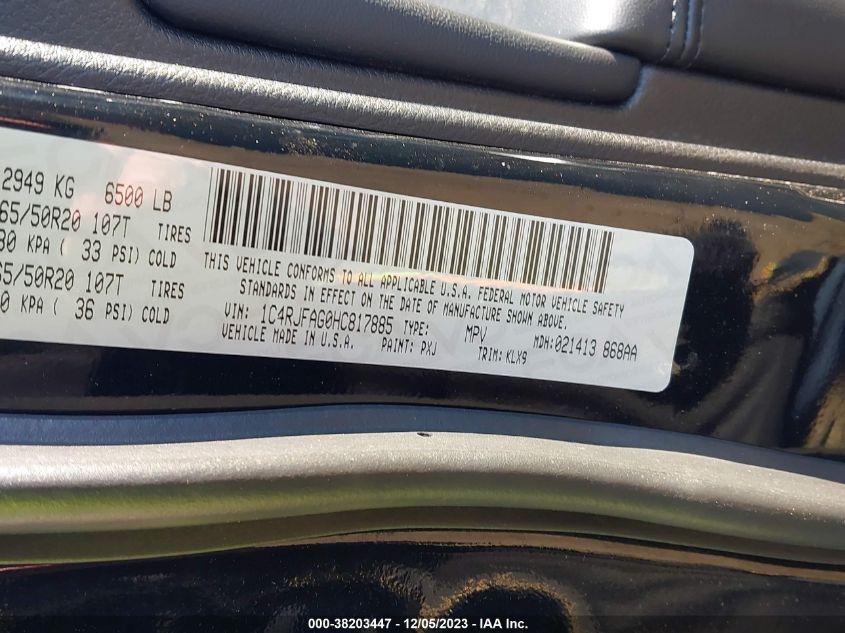 2949 KG 6500 LB
65/50R20 107T TIRES
30 KPA ( 33 PSI) COLD
65/50R20 107T TIRES
0 KPA ( 36 PSI) COLD
THIS VEHICLE CONFORMS TO ALL APPLICABLE U.S.A. FEDERAL MOTOR VEHICLE SAFETY
STANDARDS IN EFFECT ON THE DATE OF MANUFACTURE SHOWN ABOVE.
VIN: 1C4RJFAG0HC817885 TYPE: MPV MDH:021413 868AA
VEHICLE MADE IN U.S.A. PAINT: PXJ TRIM: KLX9
000-38203447 - 12/05/2023 - IAA Inc.